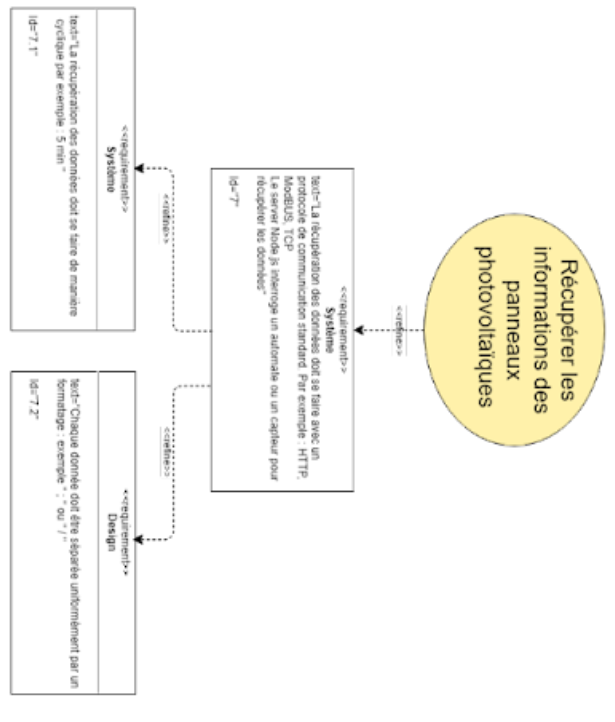 Récupérer les
informations des
panneaux
photovoltaïques
<<refine>>
<<requirement>>
Système
text="La récupération des données doit se faire avec un
protocole de communication standard. Par exemple : HTTP,
ModBUS, TCP
Le server Node.js interroge un automate ou un capteur pour
récupérer les données"
Id="7"
<<refine>>
<<requirement>>
Système
text="La récupération des données doit se faire de manière
cyclique par exemple : 5 min "
Id="7.1"
<<refine>>
<<requirement>>
Design
text="Chaque donnée doit être séparée uniformément par un
formatage : exemple " ; " ou " / "
Id="7.2"